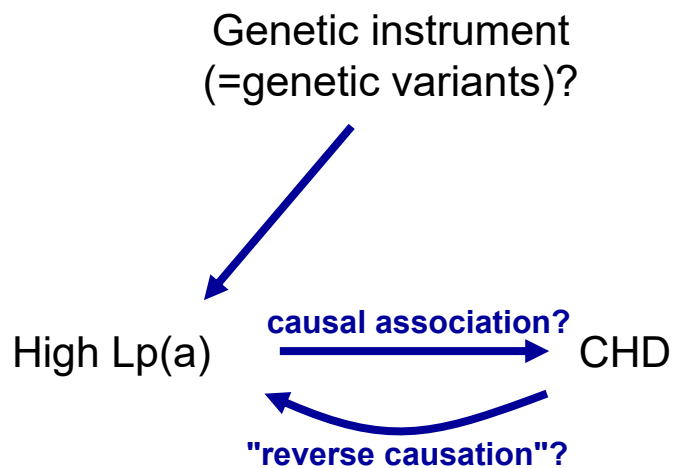 Genetic instrument
(=genetic variants)?
causal association?
High Lp(a)
CHD
"reverse causation"?